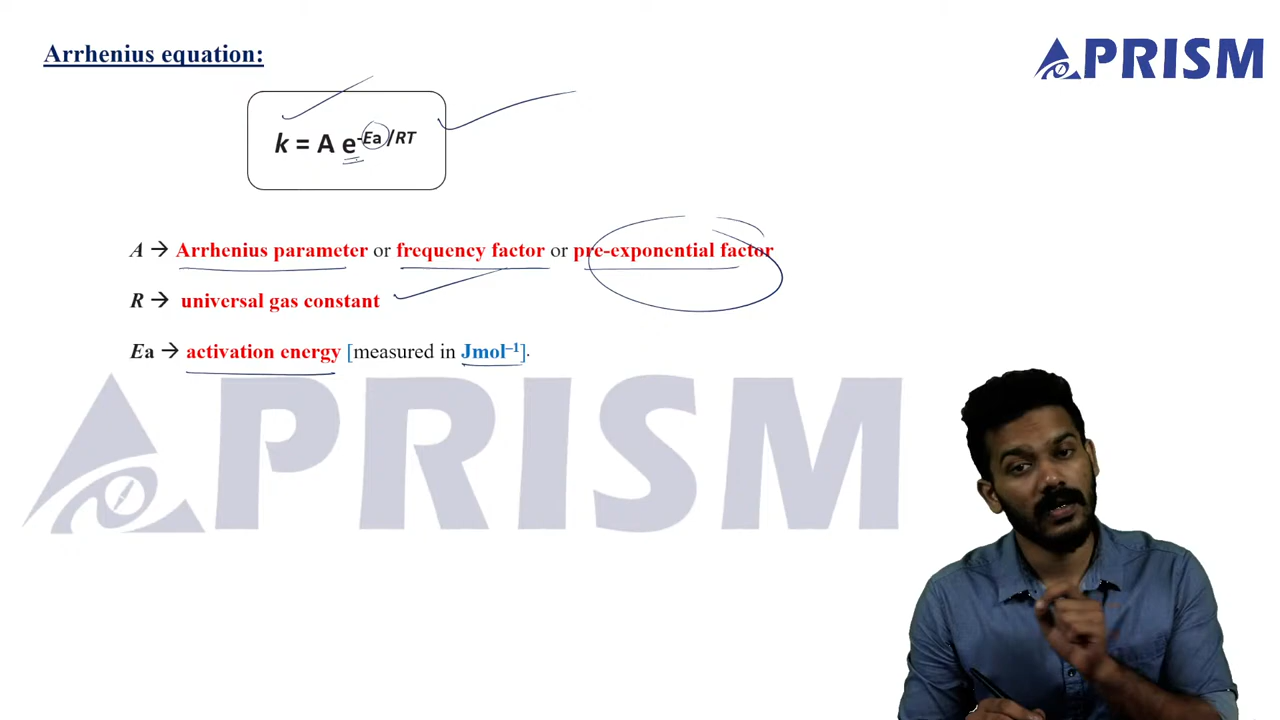 Arrhenius equation:
PRISM
k = A e^-Ea/RT
A → Arrhenius parameter or frequency factor or pre-exponential factor
R → universal gas constant
Ea → activation energy [measured in Jmol⁻¹].
PRISM